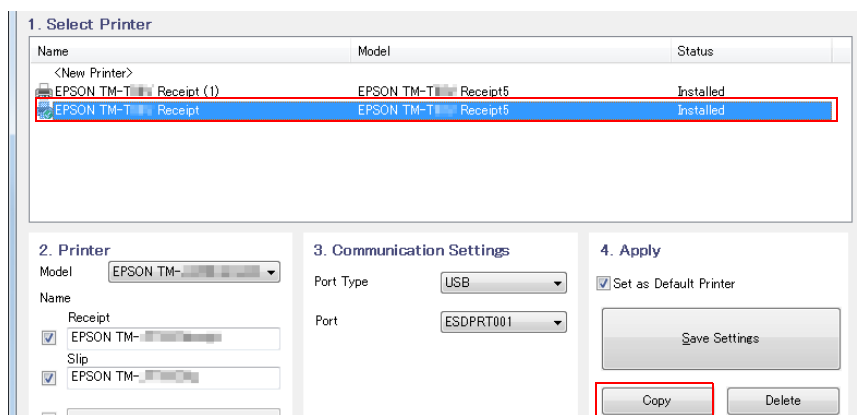 1. Select Printer
Name Model Status
<New Printer>
EPSON TM-T Receipt (1) EPSON TM-T Receipt5 Installed
EPSON TM-T Receipt EPSON TM-T Receipt5 Installed
2. Printer
Model EPSON TM-
Name
Receipt
EPSON TM-
Slip
EPSON TM-
3. Communication Settings
Port Type USB
Port ESDPRT001
4. Apply
Set as Default Printer
Save Settings
Copy Delete